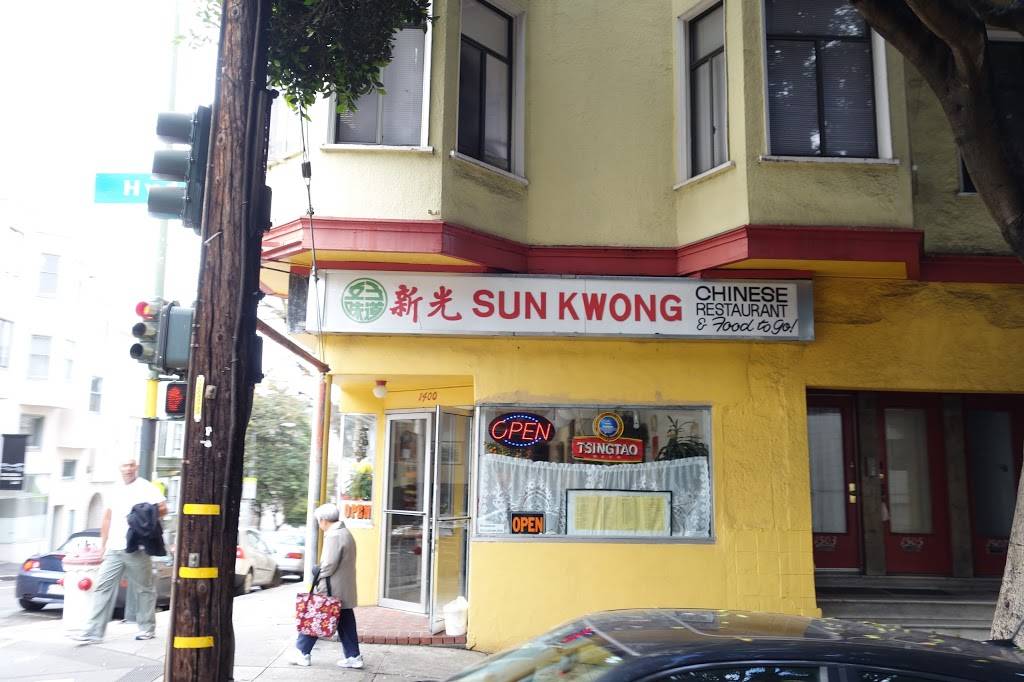 新光 SUN KWONG
CHINESE
RESTAURANT
& Food to Go!
1400
OPEN
TSINGTAO
OPEN
OPEN